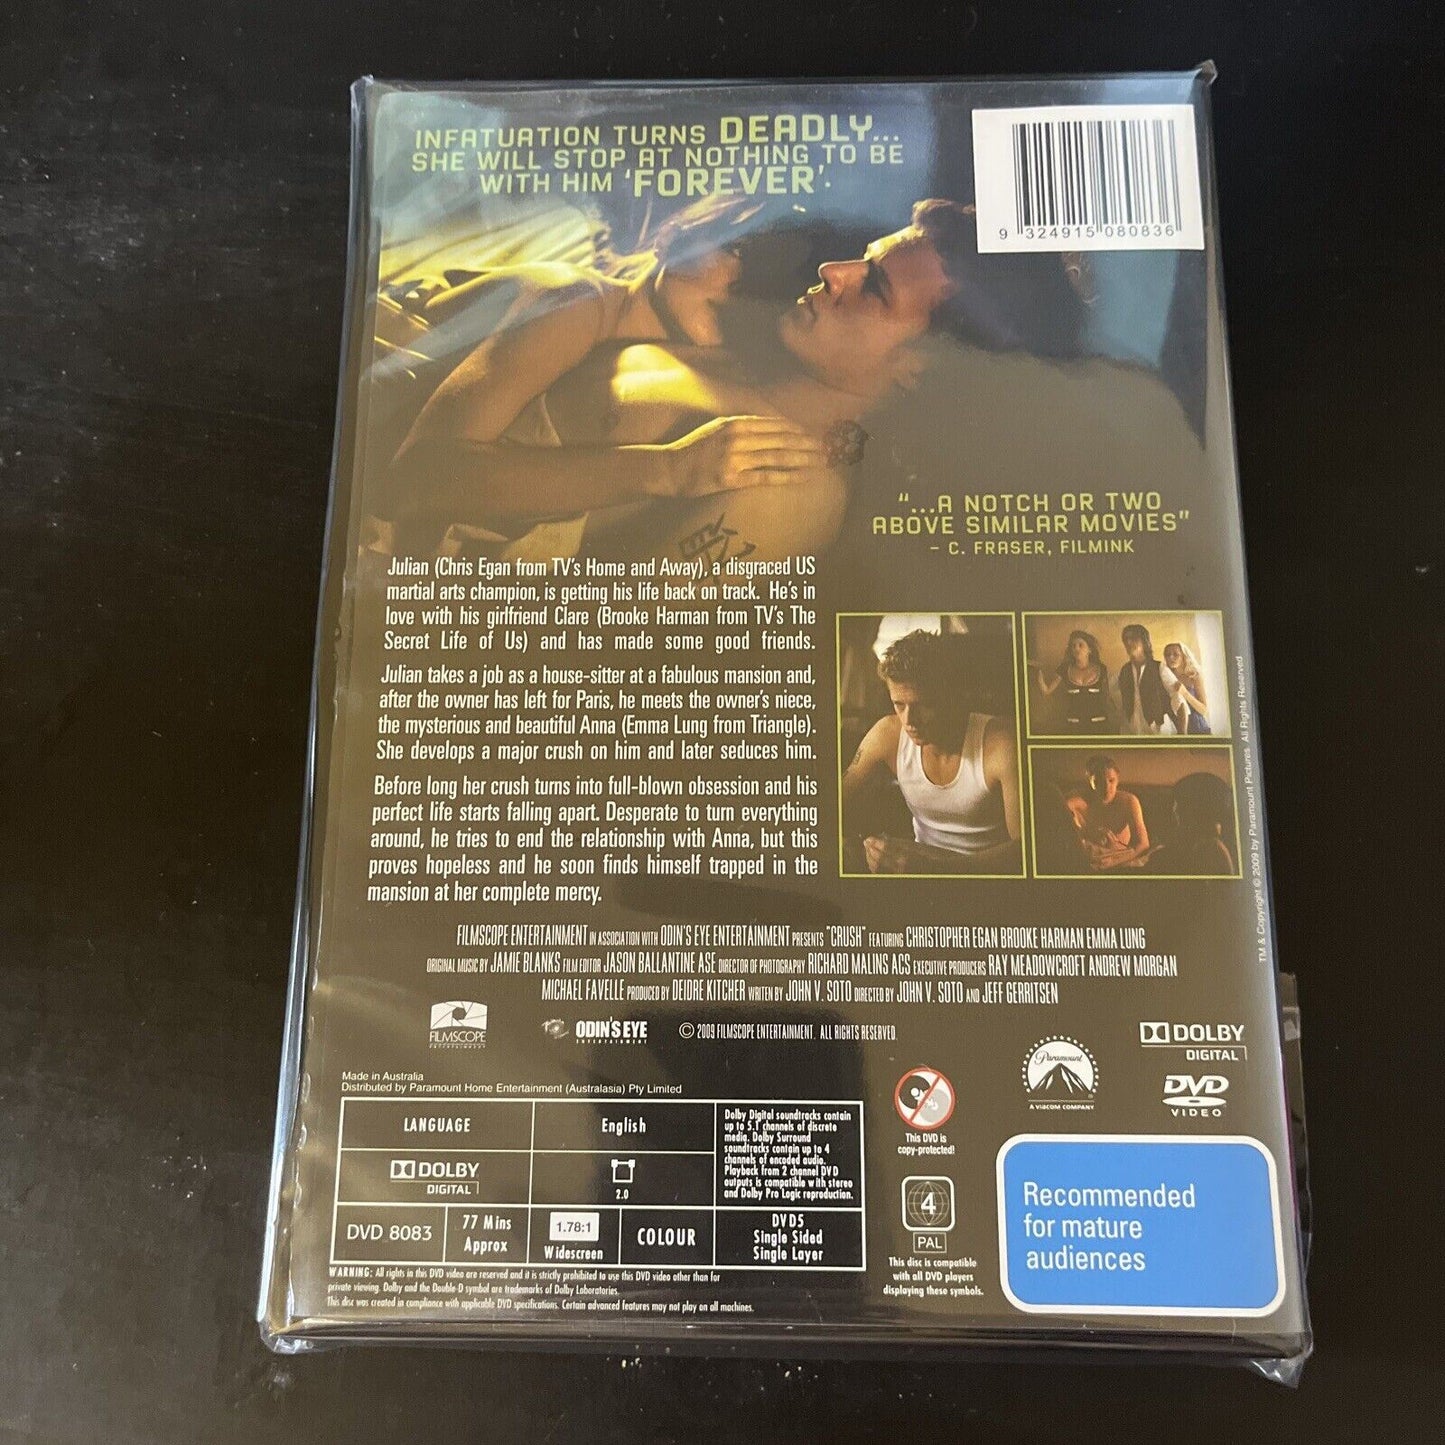 INFATUATION TURNS DEADLY...
SHE WILL STOP AT NOTHING TO BE
WITH HIM 'FOREVER'.
9 324915 080836
"...A NOTCH OR TWO
ABOVE SIMILAR MOVIES"
- C. FRASER, FILMINK
Julian (Chris Egan from TV's Home and Away), a disgraced US
martial arts champion, is getting his life back on track. He's in
love with his girlfriend Clare (Brooke Harman from TV's The
Secret Life of Us) and has made some good friends.
Julian takes a job as a house-sitter at a fabulous mansion and,
after the owner has left for Paris, he meets the owner's niece,
the mysterious and beautiful Anna (Emma Lung from Triangle).
She develops a major crush on him and later seduces him.
Before long her crush turns into full-blown obsession and his
perfect life starts falling apart. Desperate to turn everything
around, he tries to end the relationship with Anna, but this
proves hopeless and he soon finds himself trapped in the
mansion at her complete mercy.
TM & Copyright © 2009 by Paramount Pictures. All Rights Reserved
FILMSCOPE ENTERTAINMENT IN ASSOCIATION WITH ODIN'S EYE ENTERTAINMENT PRESENTS "CRUSH" FEATURING CHRISTOPHER EGAN BROOKE HARMAN EMMA LUNG
ORIGINAL MUSIC BY JAMIE BLANKS FILM EDITOR JASON BALLANTINE ASE DIRECTOR OF PHOTOGRAPHY RICHARD MALINS ACS EXECUTIVE PRODUCERS RAY MEADOWCROFT ANDREW MORGAN
MICHAEL FAVELLE PRODUCED BY DEIDRE KITCHER WRITTEN BY JOHN V. SOTO DIRECTED BY JOHN V. SOTO AND JEFF GERRITSEN
FILMSCOPE
ENTERTAINMENT
ODIN'S EYE
ENTERTAINMENT
© 2009 FILMSCOPE ENTERTAINMENT. ALL RIGHTS RESERVED.
Paramount
A VIACOM COMPANY
DOLBY
DIGITAL
DVD
VIDEO
Made in Australia
Distributed by Paramount Home Entertainment (Australasia) Pty Limited
LANGUAGE
English
Dolby Digital soundtracks contain
up to 5.1 channels of discrete
media. Dolby Surround
soundtracks contain up to 4
channels of encoded audio.
Playback from 2 channel DVD
outputs is compatible with stereo
and Dolby Pro Logic reproduction.
DOLBY
DIGITAL
2.0
DVD 8083
77 Mins
Approx
1.78:1
Widescreen
COLOUR
DVD5
Single Sided
Single Layer
WARNING: All rights in this DVD video are reserved and it is strictly prohibited to use this DVD video other than for
private viewing. Dolby and the Double-D symbol are trademarks of Dolby Laboratories.
This disc was created in compliance with applicable DVD specifications. Certain advanced features may not play on all machines.
This DVD is
copy-protected!
4
PAL
This disc is compatible
with all DVD players
displaying these symbols.
Recommended
for mature
audiences